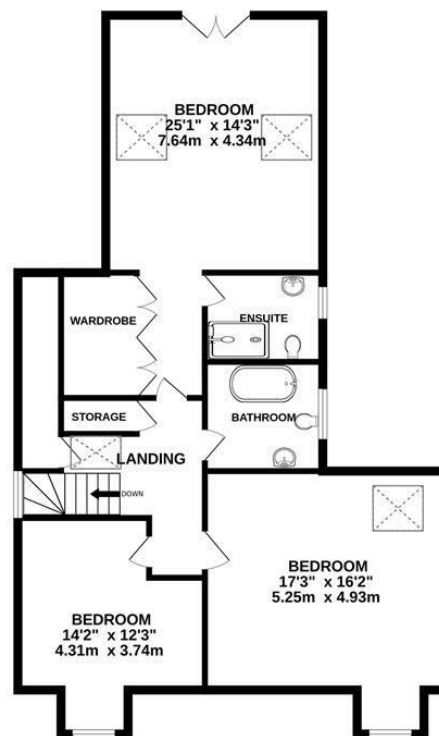 BEDROOM
25'1" x 14'3"
7.64m x 4.34m
WARDROBE
ENSUITE
STORAGE
BATHROOM
LANDING
DOWN
BEDROOM
17'3" x 16'2"
5.25m x 4.93m
BEDROOM
14'2" x 12'3"
4.31m x 3.74m